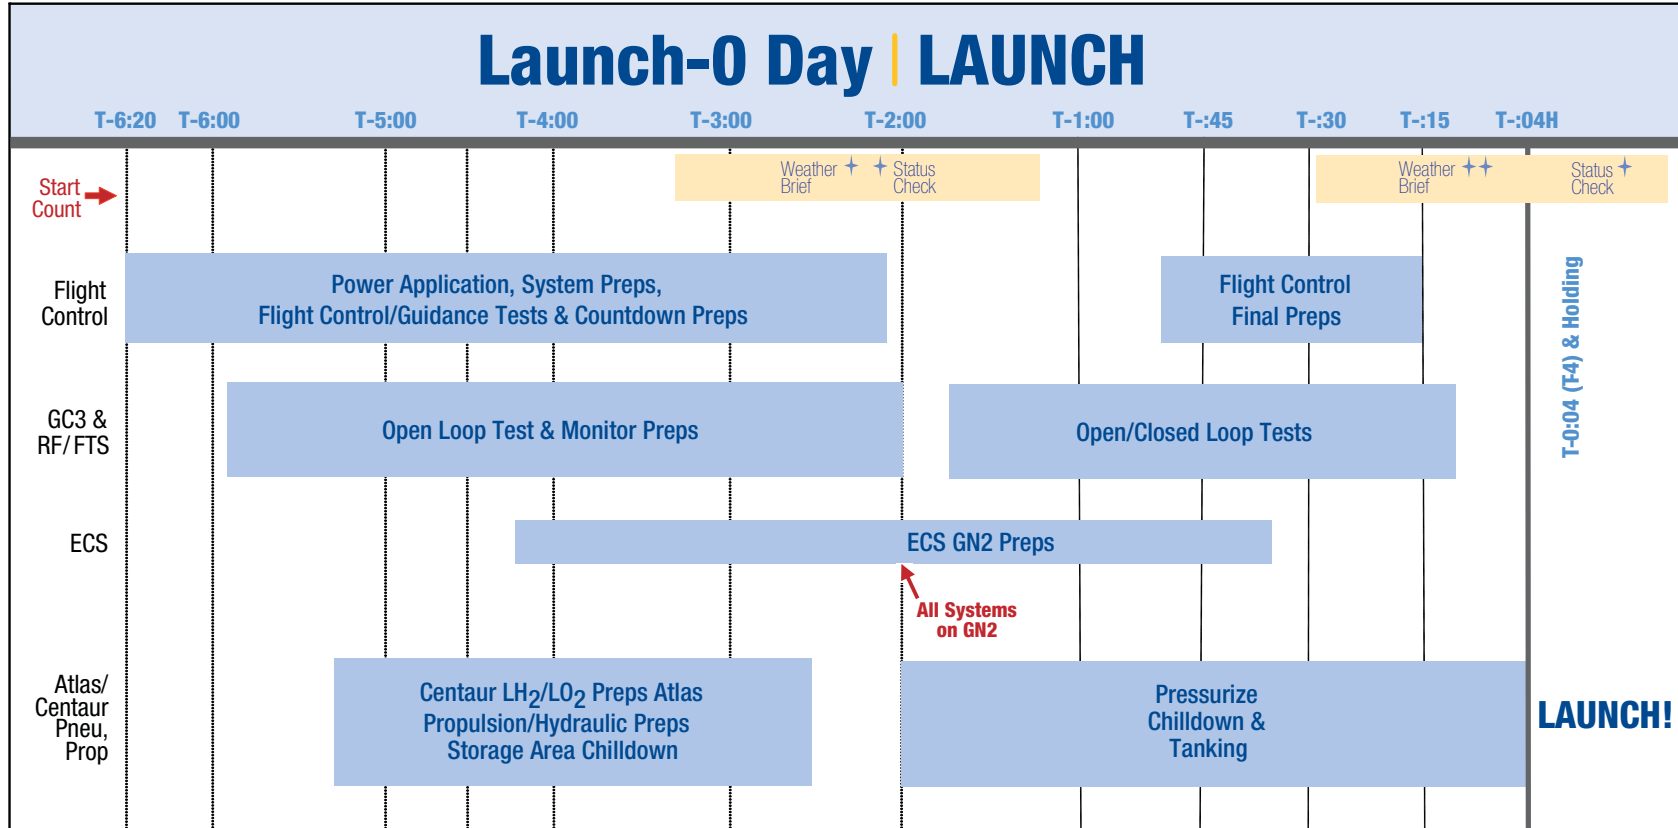 Launch-0 Day | LAUNCH
T-6:20 T-6:00 T-5:00 T-4:00 T-3:00 T-2:00 T-1:00 T-:45 T-:30 T-:15 T-:04H
Start
Count
Weather
Brief
Status
Check
Weather
Brief
Status
Check
Flight
Control
Power Application, System Preps,
Flight Control/Guidance Tests & Countdown Preps
Flight Control
Final Preps
T-0:04 (T-4) & Holding
GC3 &
RF/FTS
Open Loop Test & Monitor Preps
Open/Closed Loop Tests
ECS
ECS GN2 Preps
All Systems
on GN2
Atlas/
Centaur
Pneu,
Prop
Centaur LH2/LO2 Preps Atlas
Propulsion/Hydraulic Preps
Storage Area Chilldown
Pressurize
Chilldown &
Tanking
LAUNCH!